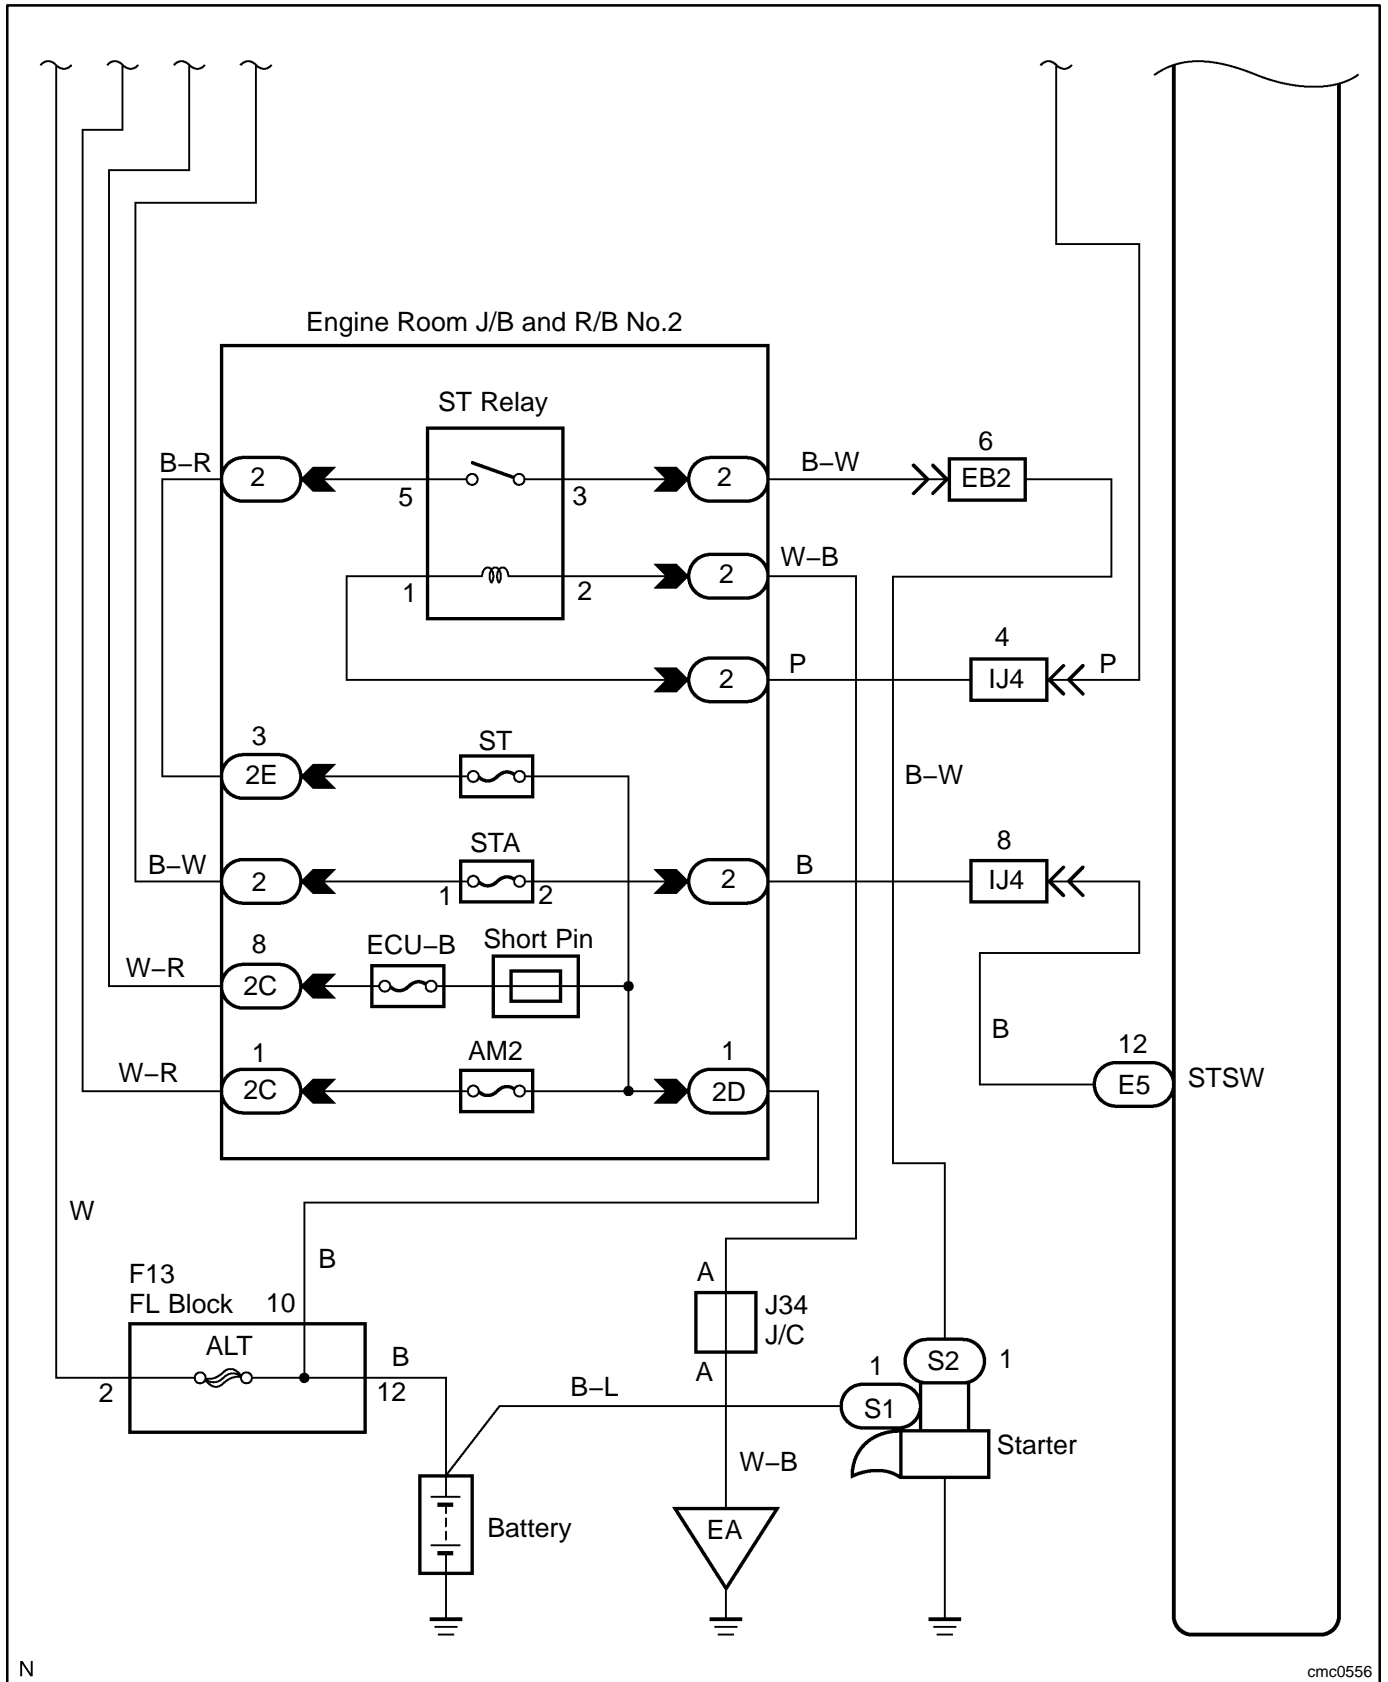 Engine Room J/B and R/B No.2
ST Relay
B–R
2
5
3
2
B–W
6
EB2
1
2
2
W–B
2
P
4
IJ4
P
3
2E
ST
B–W
B–W
2
STA
1
2
2
B
8
IJ4
W–R
8
2C
ECU–B
Short Pin
W–R
1
2C
AM2
1
2D
B
12
E5
STSW
W
B
F13
FL Block
10
ALT
2
B
12
A
J34
J/C
A
B–L
1
S1
S2
1
Starter
W–B
EA
Battery
N
cmc0556